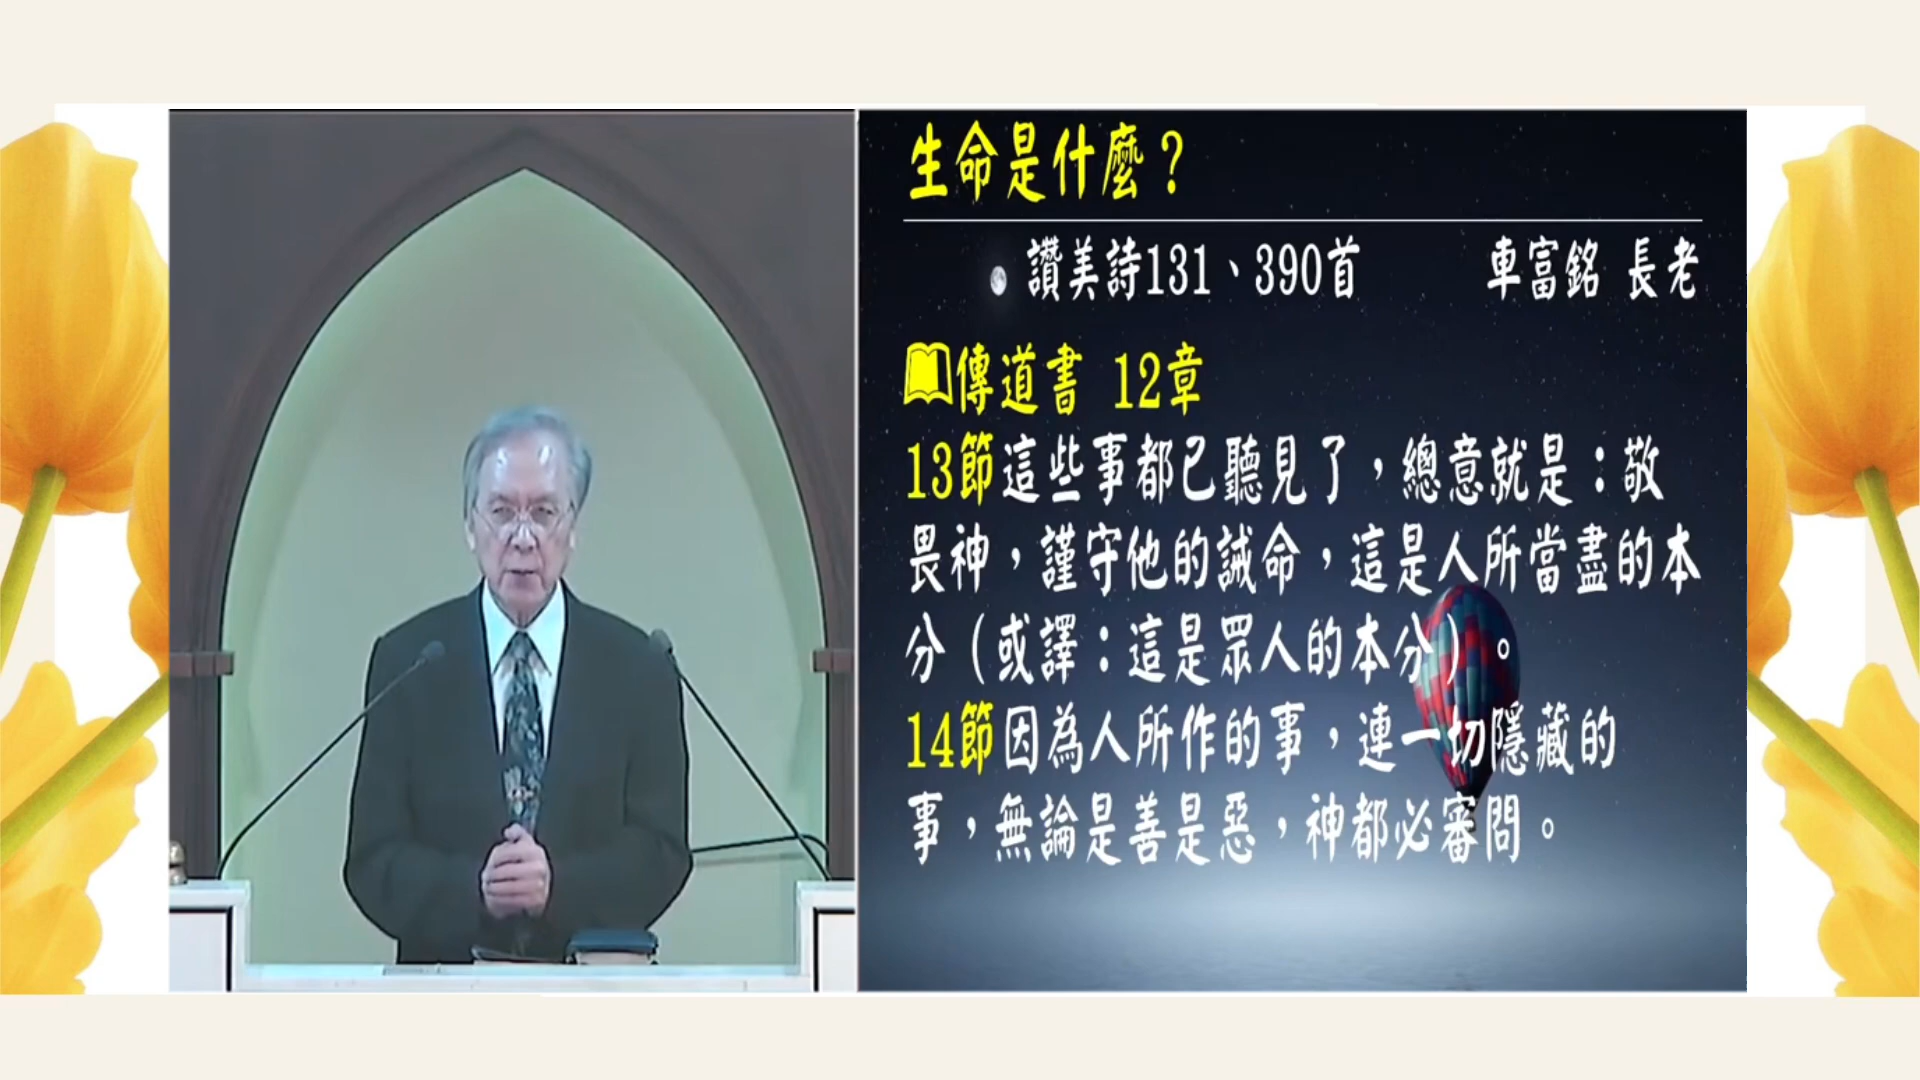 生命是什麼？
讚美詩131、390首 車富銘 長老
傳道書 12章
13節這些事都已聽見了，總意就是：敬
畏神，謹守他的誡命，這是人所當盡的本
分（或譯：這是眾人的本分）。
14節因為人所作的事，連一切隱藏的
事，無論是善是惡，神都必審問。